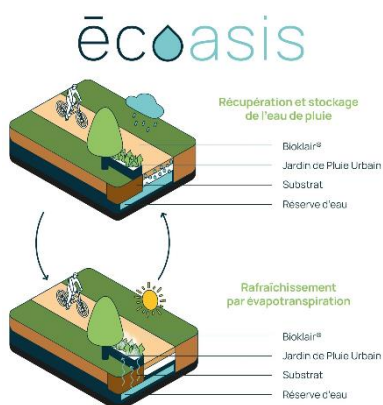 ēcoasis
Récupération et stockage
de l'eau de pluie
Bioklair®
Jardin de Pluie Urbain
Substrat
Réserve d'eau
Rafraîchissement
par évapotranspiration
Bioklair®
Jardin de Pluie Urbain
Substrat
Réserve d'eau